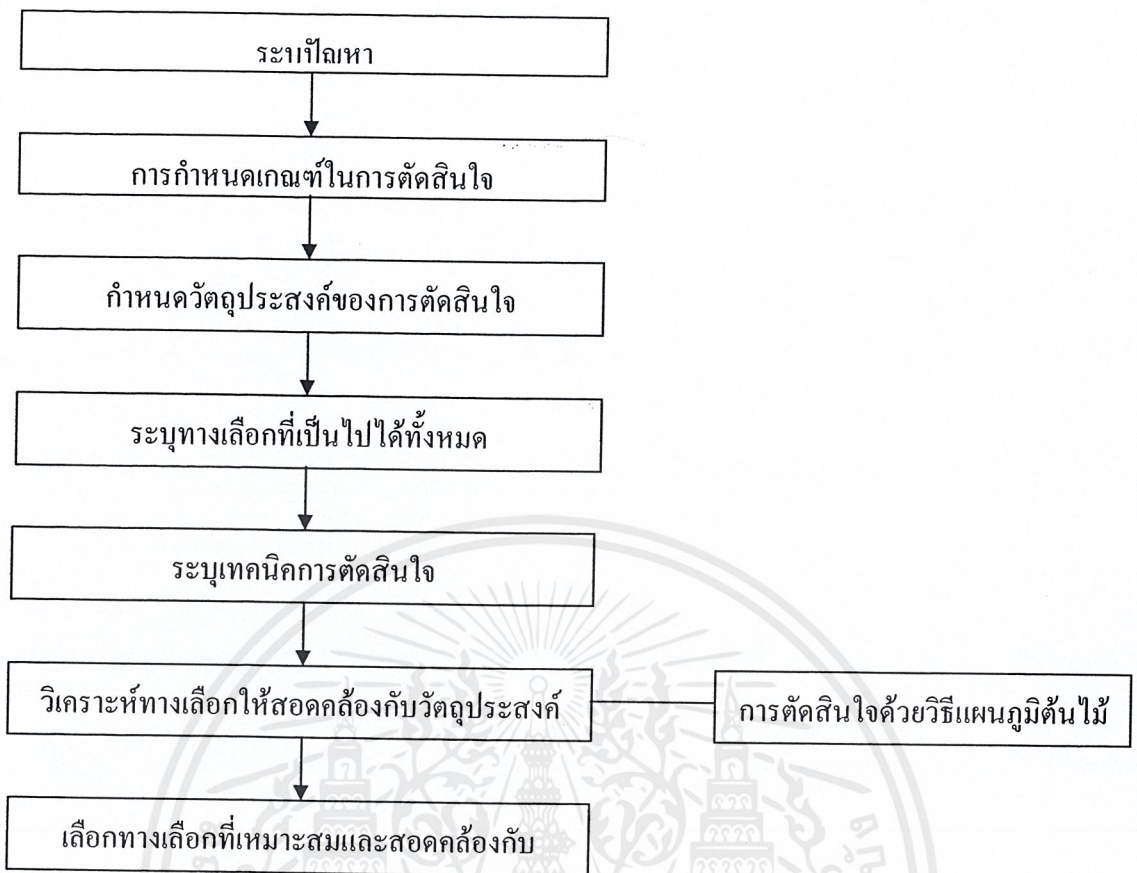 ระบุปัญหา
การกำหนดเกณฑ์ในการตัดสินใจ
กำหนดวัตถุประสงค์ของการตัดสินใจ
ระบุทางเลือกที่เป็นไปได้ทั้งหมด
ระบุเทคนิคการตัดสินใจ
วิเคราะห์ทางเลือกให้สอดคล้องกับวัตถุประสงค์
การตัดสินใจด้วยวิธีแผนภูมิต้นไม้
เลือกทางเลือกที่เหมาะสมและสอดคล้องกับ